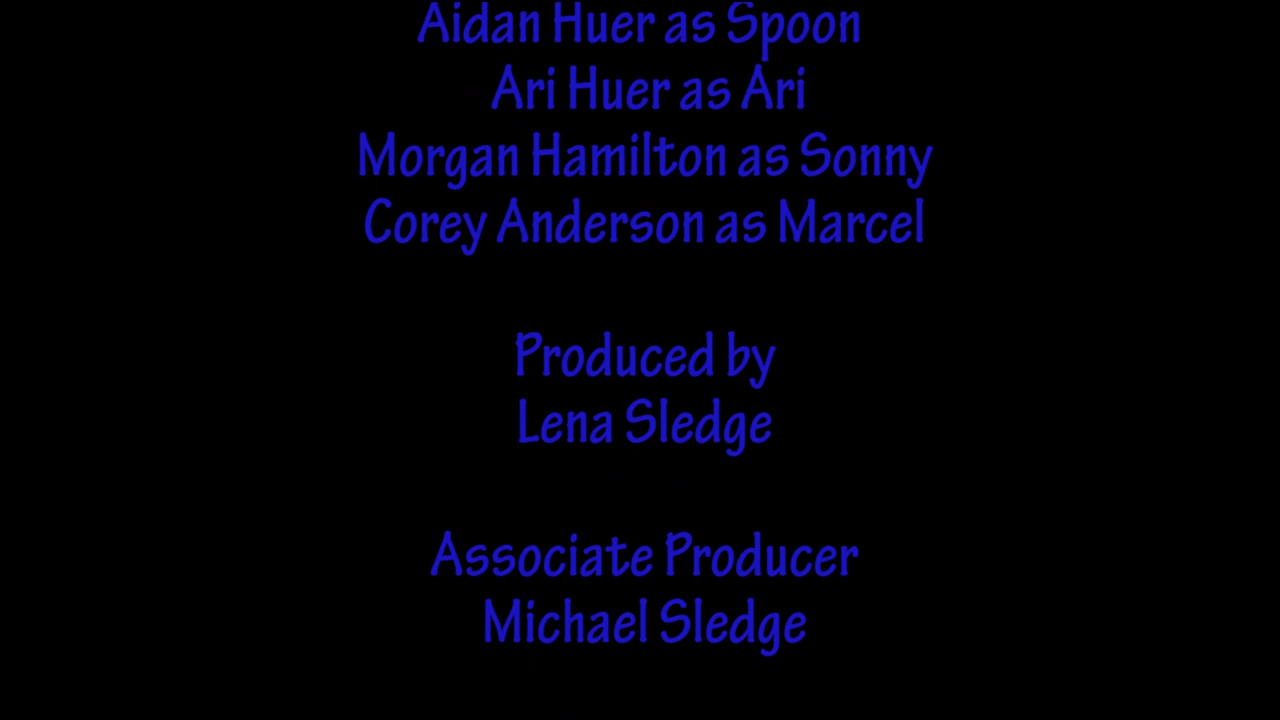 Aidan Huer as Spoon
Ari Huer as Ari
Morgan Hamilton as Sonny
Corey Anderson as Marcel
Produced by
Lena Sledge
Associate Producer
Michael Sledge